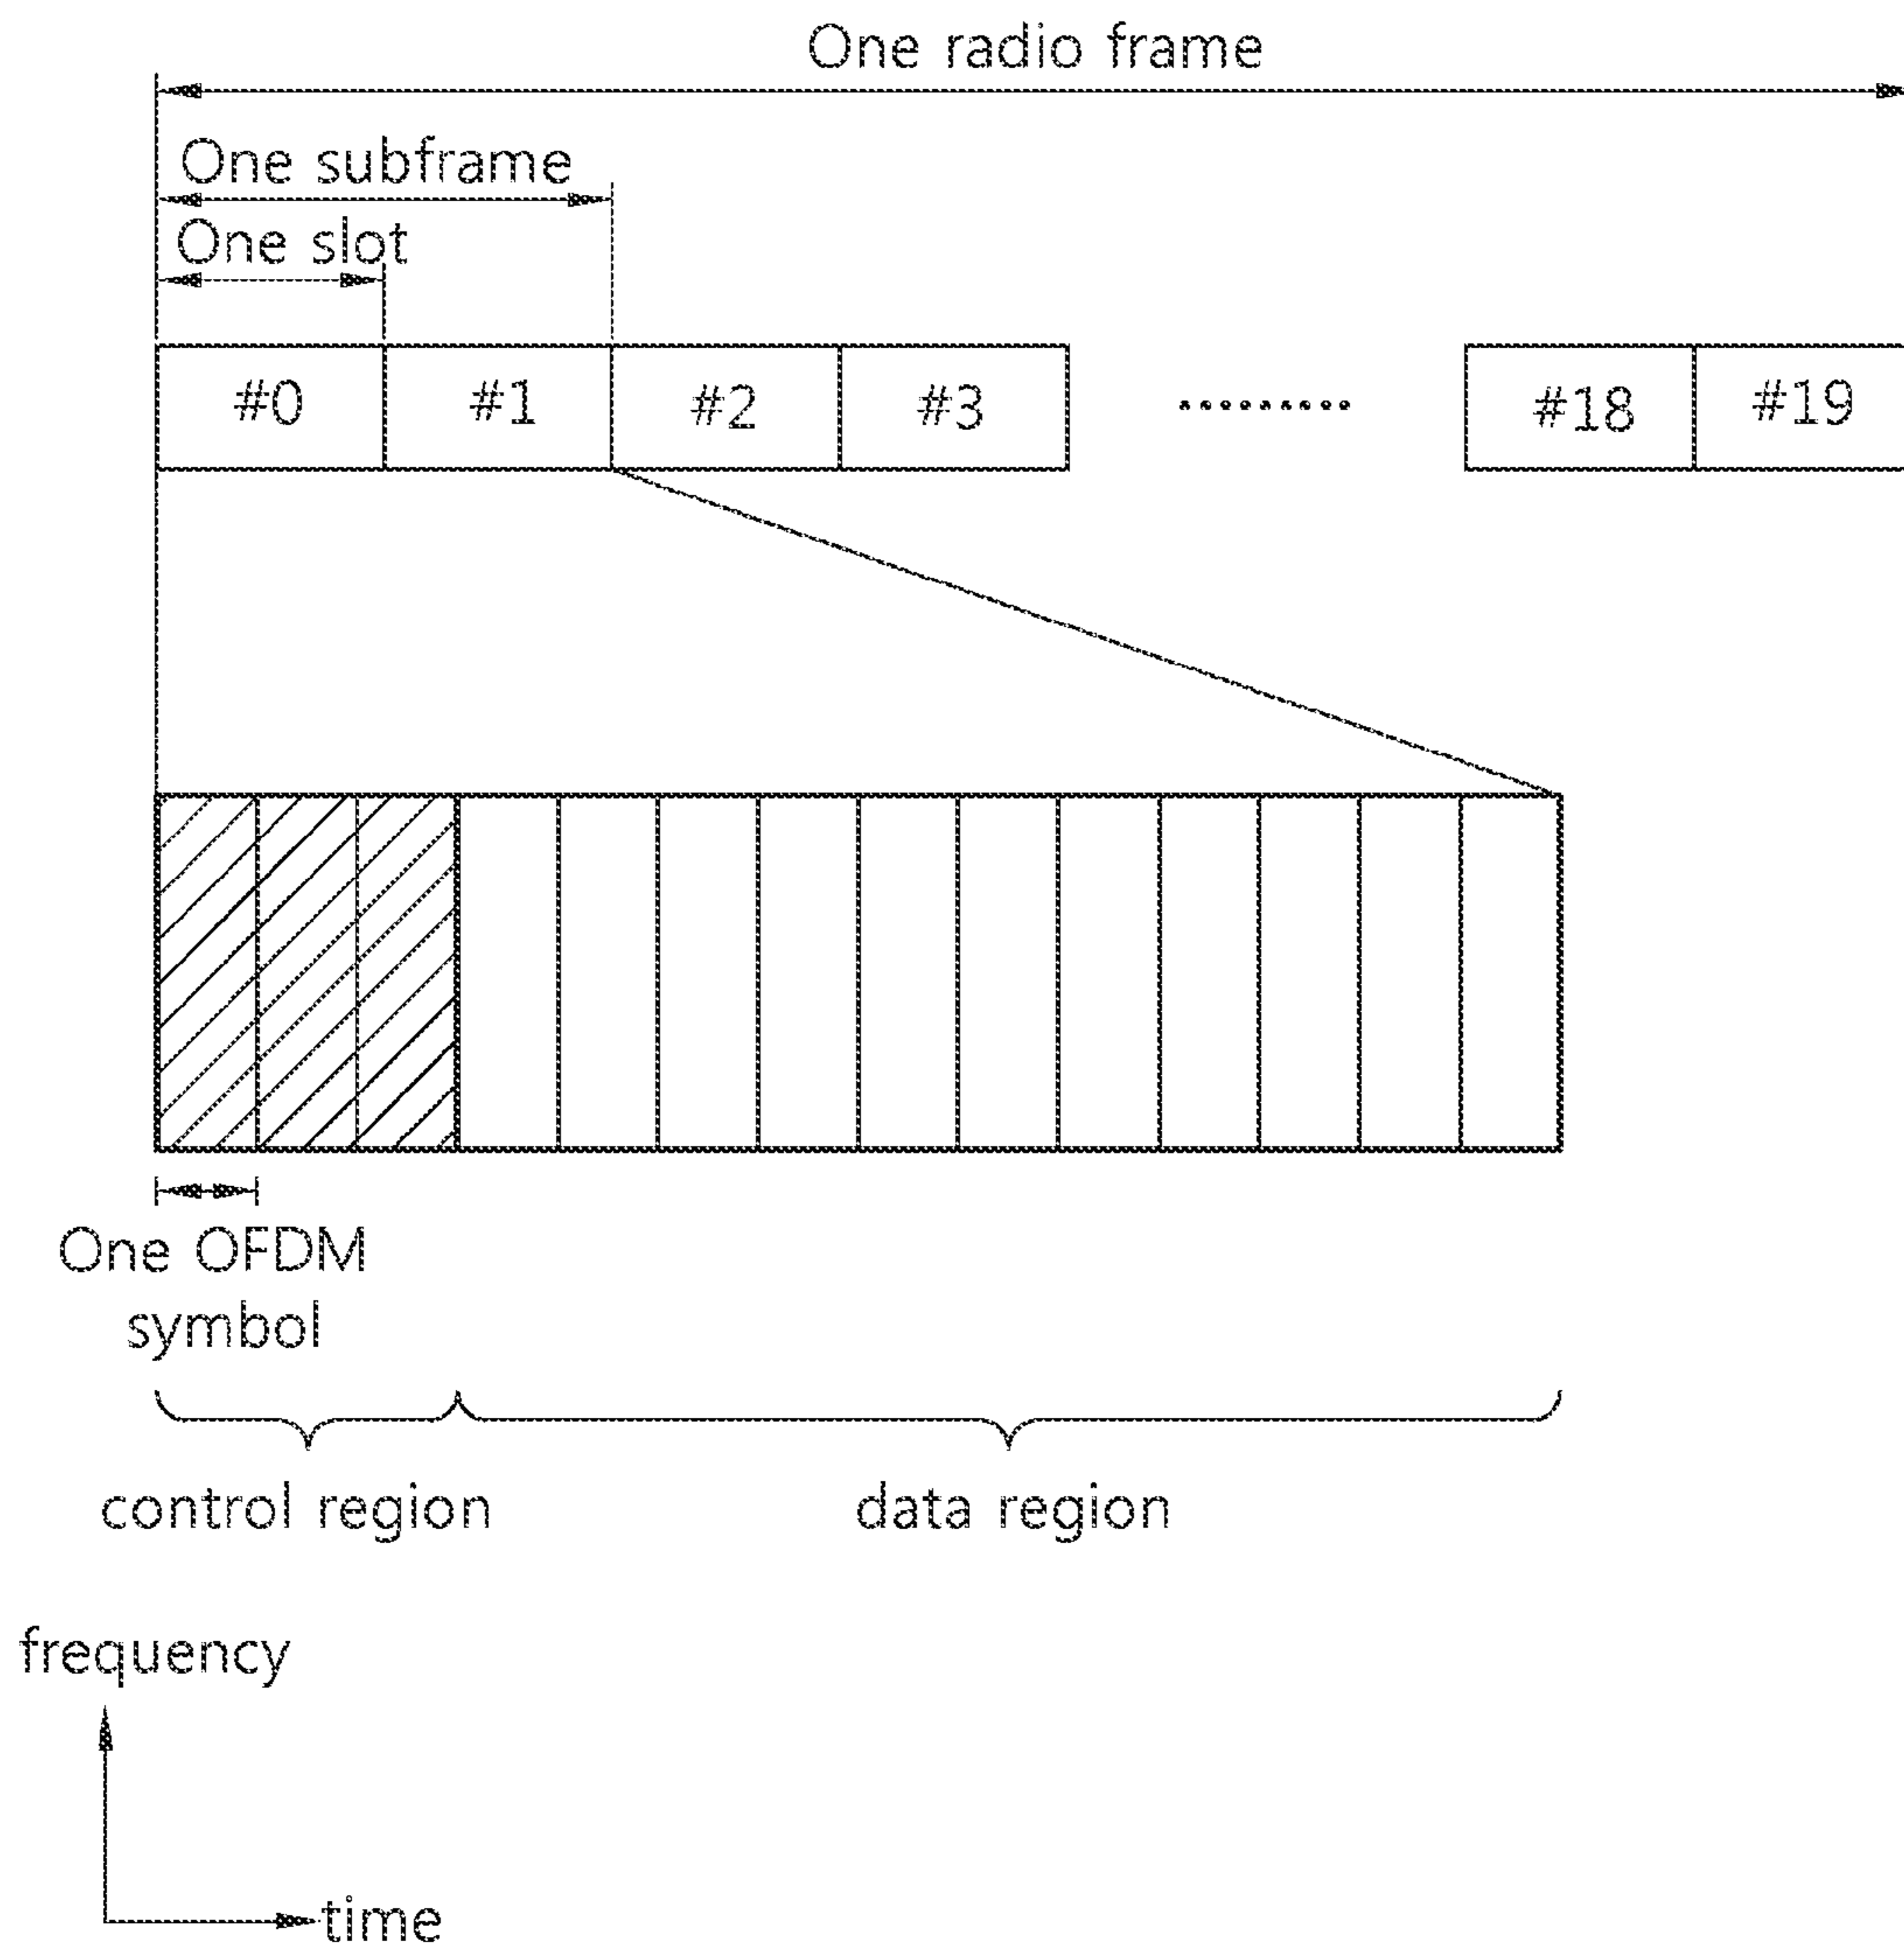 One radio frame
One subframe
One slot
#0 #1 #2 #3 ......... #18 #19
One OFDM
symbol
control region data region
frequency
time